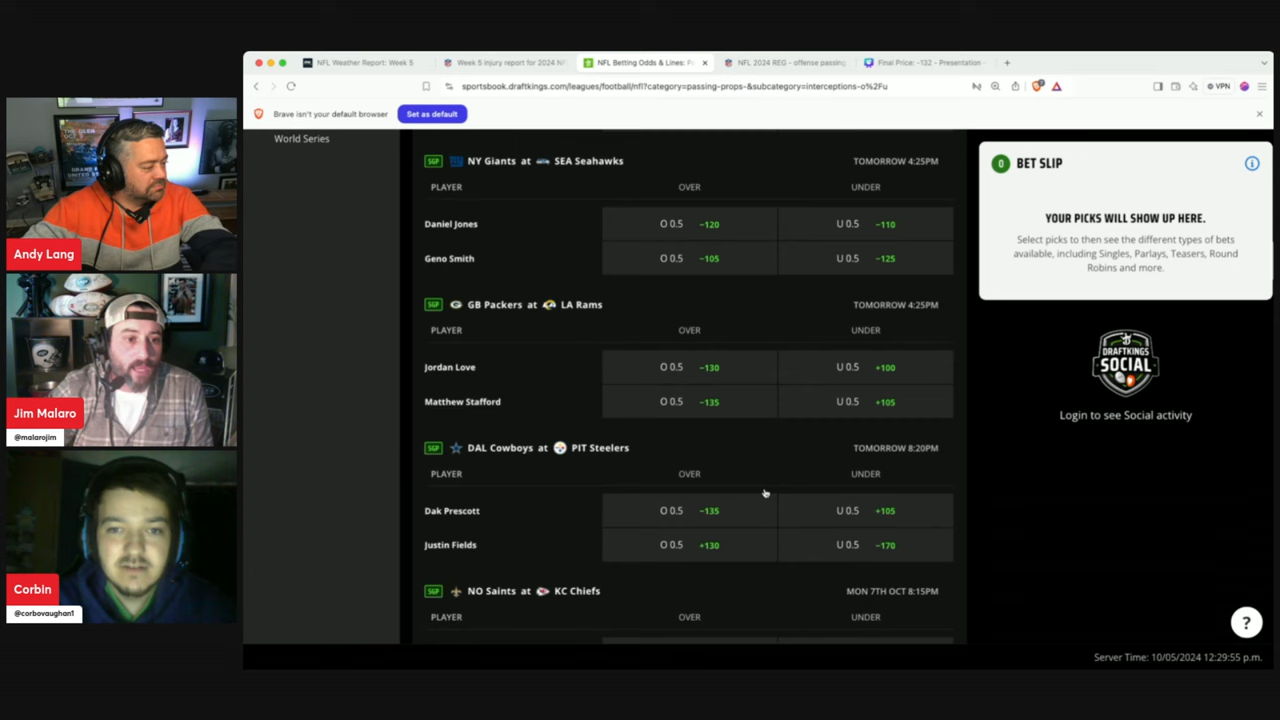 NFL Weather Report: Week 5
Week 5 injury report for 2024 NF
NFL Betting Odds & Lines: P
NFL 2024 REG - offense passing
Final Price: -132 - Presentation
sportsbook.draftkings.com/leagues/football/nfl?category=passing-props-&subcategory=interceptions-o%2Fu
VPN
Brave isn't your default browser
Set as default
World Series
SGP NY Giants at SEA Seahawks TOMORROW 4:25PM
PLAYER OVER UNDER
Daniel Jones O 0.5 −120 U 0.5 −110
Geno Smith O 0.5 −105 U 0.5 −125
SGP GB Packers at LA Rams TOMORROW 4:25PM
PLAYER OVER UNDER
Jordan Love O 0.5 −130 U 0.5 +100
Matthew Stafford O 0.5 −135 U 0.5 +105
SGP DAL Cowboys at PIT Steelers TOMORROW 8:20PM
PLAYER OVER UNDER
Dak Prescott O 0.5 −135 U 0.5 +105
Justin Fields O 0.5 +130 U 0.5 −170
SGP NO Saints at KC Chiefs MON 7TH OCT 8:15PM
PLAYER OVER UNDER
0 BET SLIP
YOUR PICKS WILL SHOW UP HERE.
Select picks to then see the different types of bets
available, including Singles, Parlays, Teasers, Round
Robins and more.
DRAFTKINGS
SOCIAL
Login to see Social activity
?
Server Time: 10/05/2024 12:29:55 p.m.
Andy Lang
Jim Malaro
@malarojim
Corbin
@corbovaughan1